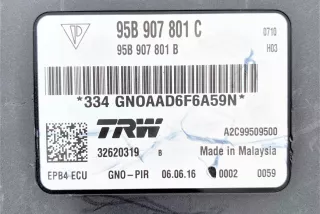 95B 907 801 C
0710
95B 907 801 B
H03
*334 GNOAAD6F6A59N*
TRW
A2C99509500
32620319 B
Made in Malaysia
EPB4 ECU
GNO-PIR
06.06.16
0002
0059